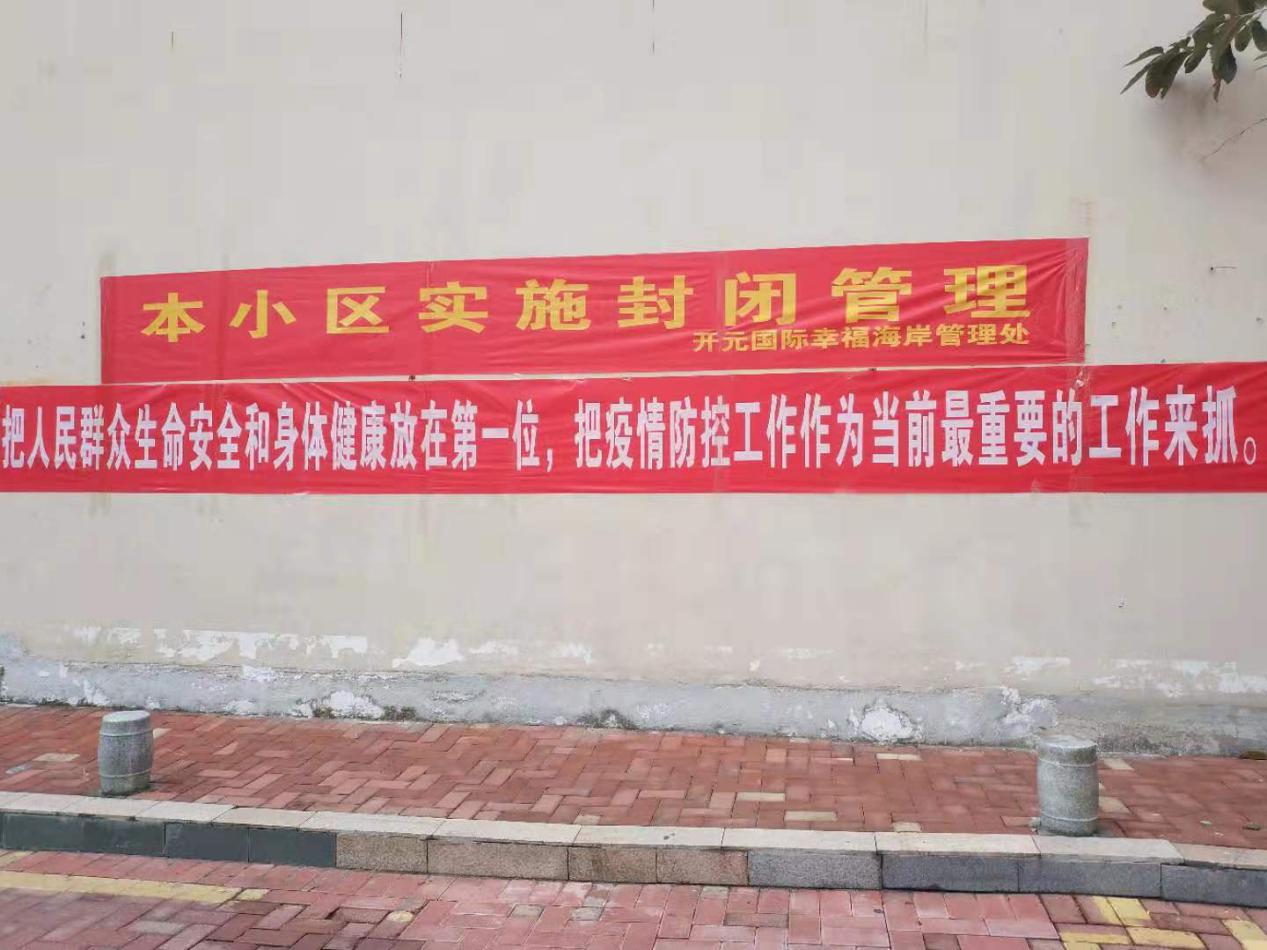 本小区实施封闭管理
开元国际幸福海岸管理处
把人民群众生命安全和身体健康放在第一位，把疫情防控工作作为当前最重要的工作来抓。